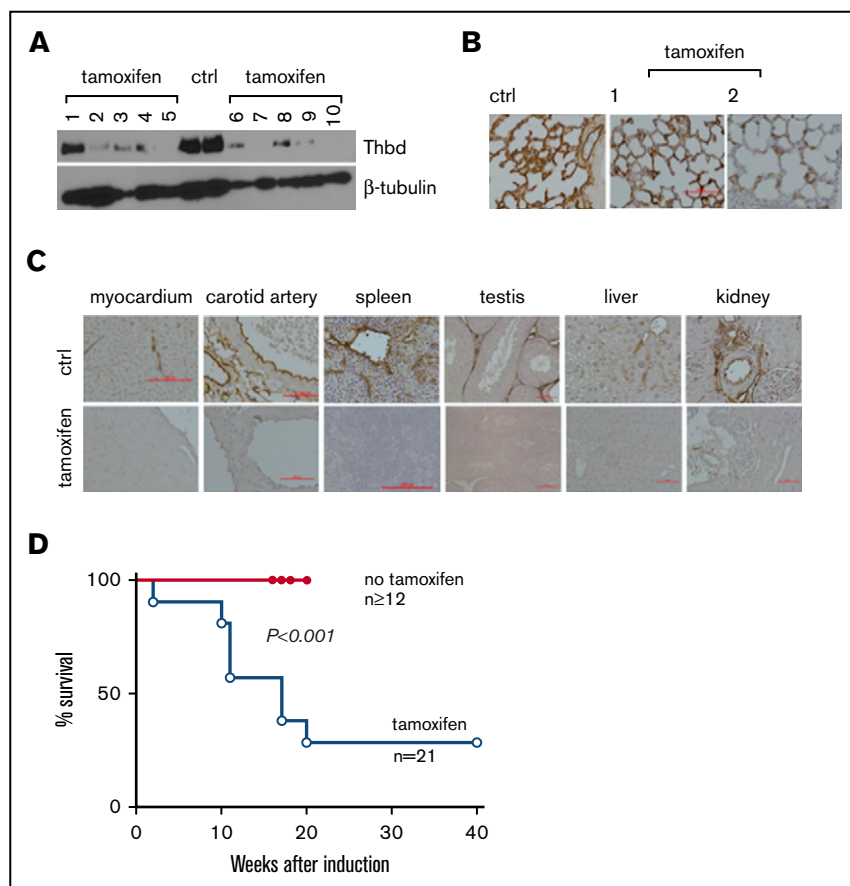 A
tamoxifen ctrl tamoxifen
1 2 3 4 5 6 7 8 9 10
Thbd
β-tubulin
B
tamoxifen
ctrl 1 2
C
myocardium carotid artery spleen testis liver kidney
ctrl
tamoxifen
D
100
50
0
% survival
no tamoxifen
n≥12
P<0.001
tamoxifen
n=21
0 10 20 30 40
Weeks after induction